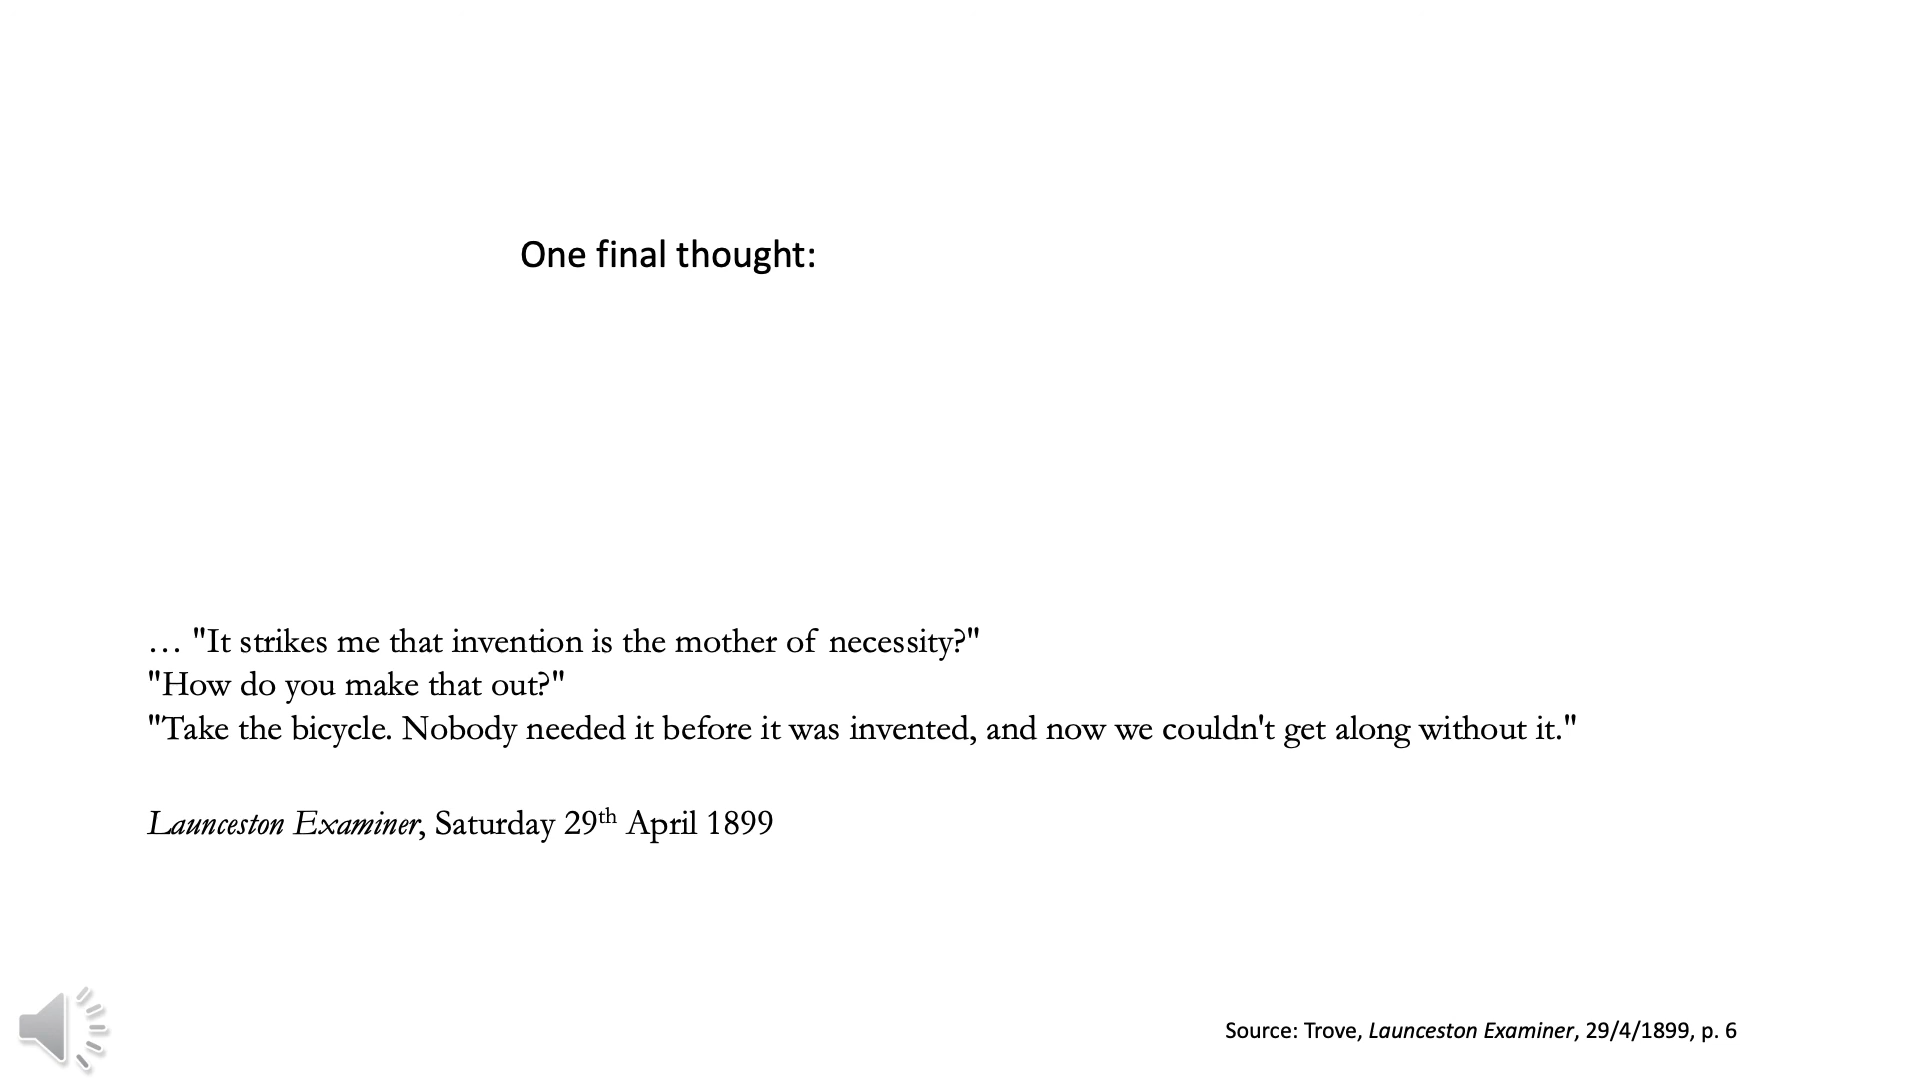 One final thought:
… "It strikes me that invention is the mother of necessity?"
"How do you make that out?"
"Take the bicycle. Nobody needed it before it was invented, and now we couldn't get along without it."
Launceston Examiner, Saturday 29th April 1899
Source: Trove, Launceston Examiner, 29/4/1899, p. 6